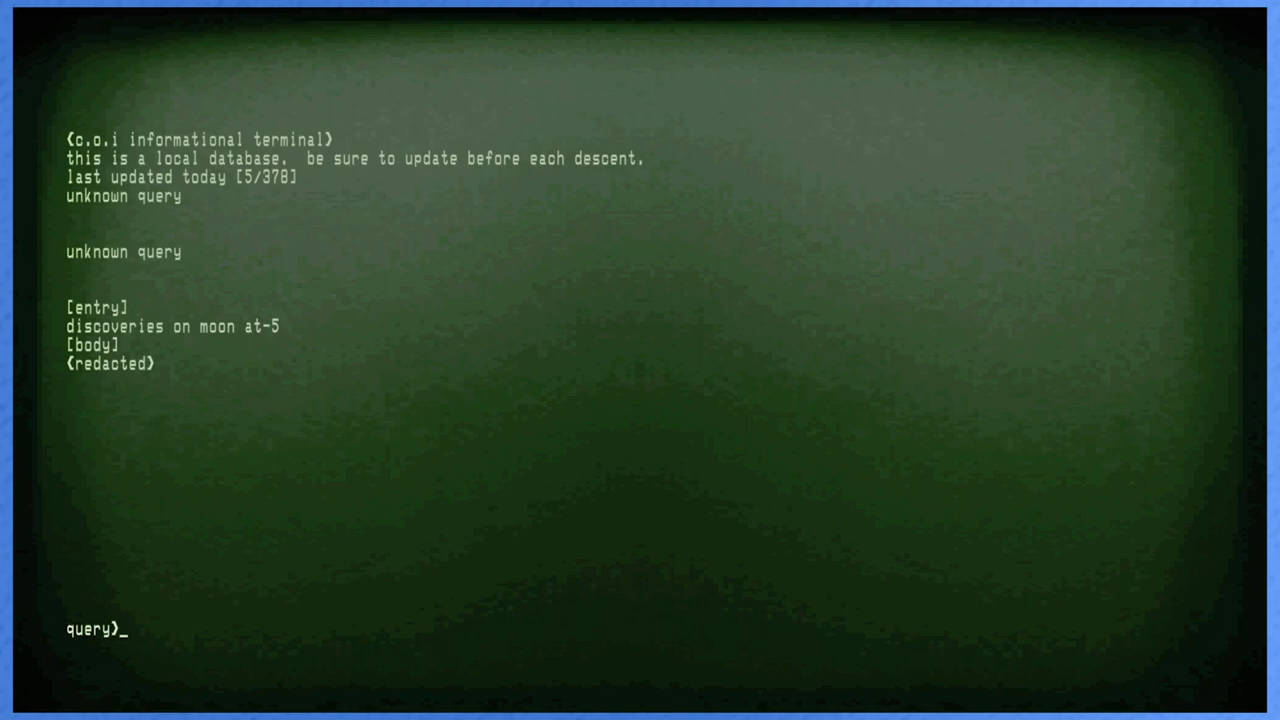 {c.o.i informational terminal}
this is a local database.  be sure to update before each descent.
last updated today [5/378]
unknown query
unknown query
[entry]
discoveries on moon at-5
[body]
{redacted}
query}_